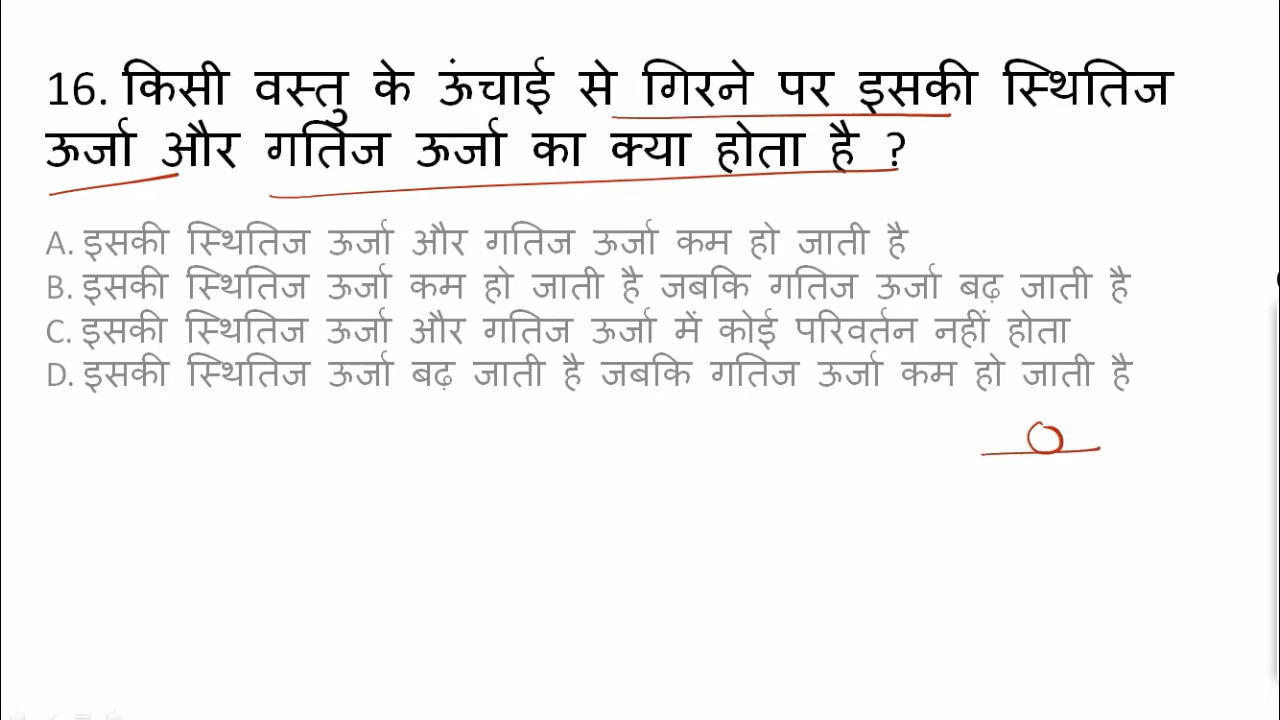 16. किसी वस्तु के ऊंचाई से गिरने पर इसकी स्थितिज
ऊर्जा और गतिज ऊर्जा का क्या होता है ?
A. इसकी स्थितिज ऊर्जा और गतिज ऊर्जा कम हो जाती है
B. इसकी स्थितिज ऊर्जा कम हो जाती है जबकि गतिज ऊर्जा बढ़ जाती है
C. इसकी स्थितिज ऊर्जा और गतिज ऊर्जा में कोई परिवर्तन नहीं होता
D. इसकी स्थितिज ऊर्जा बढ़ जाती है जबकि गतिज ऊर्जा कम हो जाती है